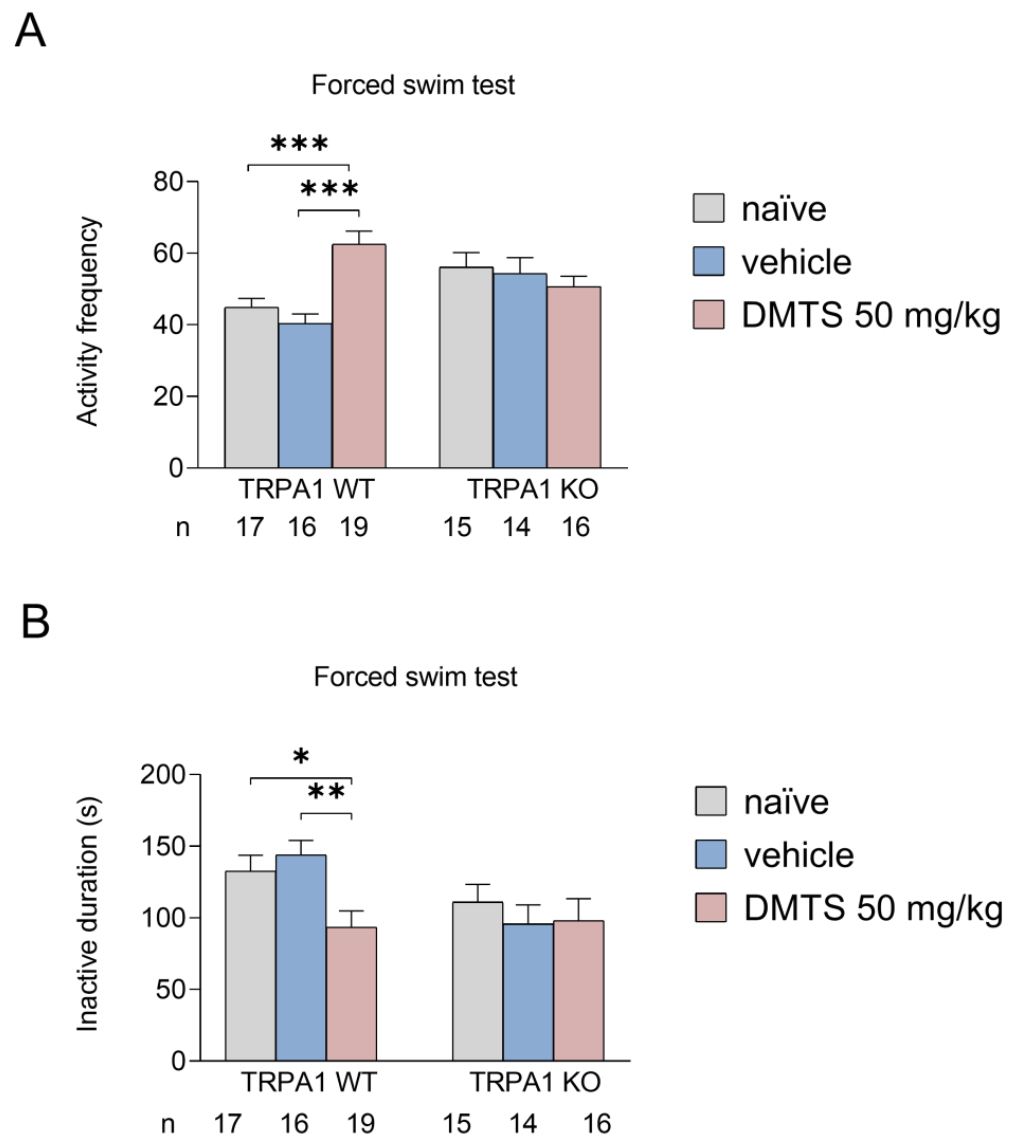 A
Forced swim test
***
***
80
60
40
20
0
Activity frequency
TRPA1 WT TRPA1 KO
n 17 16 19 15 14 16
naïve
vehicle
DMTS 50 mg/kg
B
Forced swim test
*
**
200
150
100
50
0
Inactive duration (s)
TRPA1 WT TRPA1 KO
n 17 16 19 15 14 16
naïve
vehicle
DMTS 50 mg/kg